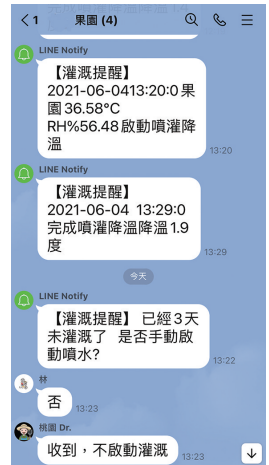 1 果園 (4)
LINE Notify
【灌溉提醒】
2021-06-0413:20:0果
園36.58°C
RH%56.48啟動噴灌降
溫
13:20
LINE Notify
【灌溉提醒】
2021-06-04 13:29:0
完成噴灌降溫降溫1.9
度
13:29
今天
LINE Notify
【灌溉提醒】 已經3天
未灌溉了 是否手動啟
動噴水?
13:22
林
否
13:23
桃園 Dr.
收到，不啟動灌溉
13:23